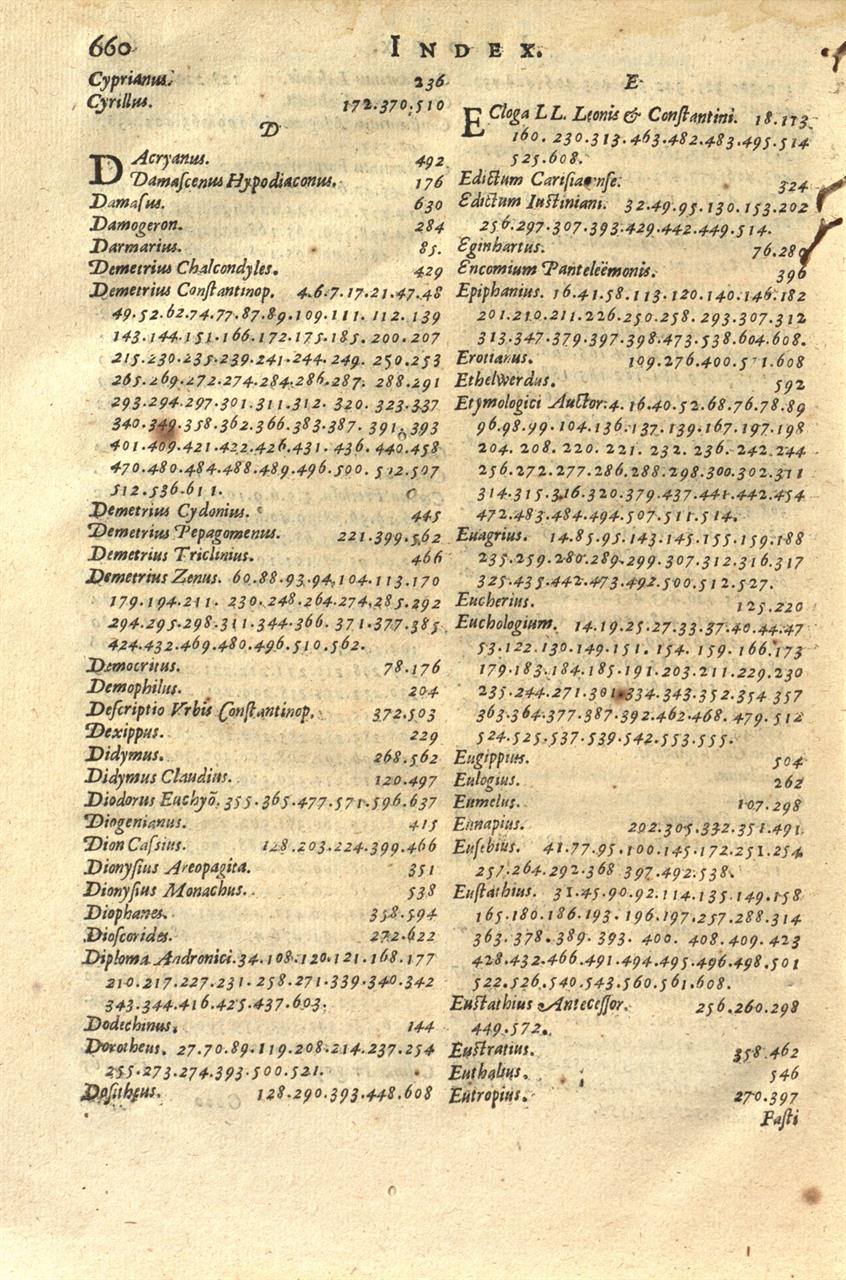 660 INDEX.
Cyprianus. 236
Cyrillus. 172.370.510
D
DAcryanus. 492
Damaſcenus Hypodiaconus. 176
Damaſus. 630
Damogeron. 284
Darmarius. 85.
Demetrius Chalcondyles. 429
Demetrius Conſtantinop. 4.6.7.17.21.47.48
49.52.62.74.77.87.89.109.111.112.139
143.144.151.166.172.175.185.200.207
215.230.235.239.241.244.249.250.253
265.269.272.274.284.286.287.288.291
293.294.297.301.311.312.320.323.337
340.349.358.362.366.383.387.391.393
401.409.421.422.426.431.436.440.458
470.480.484.488.489.496.500.512.507
512.536.611.
Demetrius Cydonius. 445
Demetrius Pepagomenus. 221.399.562
Demetrius Triclinius. 466
Demetrius Zenus. 60.88.93.94.104.113.170
179.194.211.230.248.264.274.285.292
294.295.298.311.344.366.371.377.385
424.432.469.480.496.510.562.
Democritus. 78.176
Demophilus. 204
Deſcriptio Vrbis Conſtantinop. 372.503
Dexippus. 229
Didymus. 268.562
Didymus Claudius. 120.497
Diodorus Euchyõ. 355.365.477.571.596.637
Diogenianus. 415
Dion Caſſius. 128.203.224.399.466
Dionyſius Areopagita. 351
Dionyſius Monachus. 538
Diophanes. 358.594
Dioſcorides. 272.622
Diploma Andronici. 34.108.120.121.168.177
210.217.227.231.258.271.339.340.342
343.344.416.425.437.603.
Dodechinus. 144
Dorotheus. 27.70.89.119.208.214.237.254
255.273.274.393.500.521.
Doſitheus. 128.290.393.448.608
E
ECloga LL. Leonis & Conſtantini. 18.113
160.230.313.463.482.483.495.514
525.608.
Edictum Cariſiacenſe. 324
Edictum Iuſtiniani. 32.49.95.130.153.202
256.297.307.393.429.442.449.514.
Eginhartus. 76.280
Encomium Panteleëmonis. 396
Epiphanius. 16.41.58.113.120.140.146.182
201.210.211.226.250.258.293.307.312
313.347.379.397.398.473.538.604.608.
Erotianus. 109.276.400.571.608
Ethelwerdus. 592
Etymologici Auctor. 4.16.40.52.68.76.78.89
96.98.99.104.136.137.139.167.197.198
204.208.220.221.232.236.242.244
256.272.277.286.288.298.300.302.311
314.315.316.320.379.437.441.442.454
472.483.484.494.507.511.514.
Euagrius. 14.85.95.143.145.155.159.188
235.259.280.289.299.307.312.316.317
325.435.442.473.492.500.512.527.
Eucherius. 125.220
Euchologium. 14.19.25.27.33.37.40.44.47
53.122.130.149.151.154.159.166.173
179.183.184.185.191.203.211.229.230
235.244.271.301.334.343.352.354 357
363.364.377.387.392.462.468.479.512
524.525.537.539.542.553.555.
Eugippius. 504
Eulogius. 262
Eumelus. 107.298
Eunapius. 202.305.332.351.491
Euſebius. 41.77.95.100.145.172.251.254
257.264.292.368 397.492.538.
Euſtathius. 31.45.90.92.114.135.149.158
165.180.186.193.196.197.257.288.314
363.378.389.393.400.408.409.423
428.432.466.491.494.495.496.498.501
522.526.540.543.560.561.608.
Euſtathius Anteceſſor. 256.260.298
449.572.
Euſtratius. 358.462
Euthalius. 546
Eutropius. 270.397
Faſti